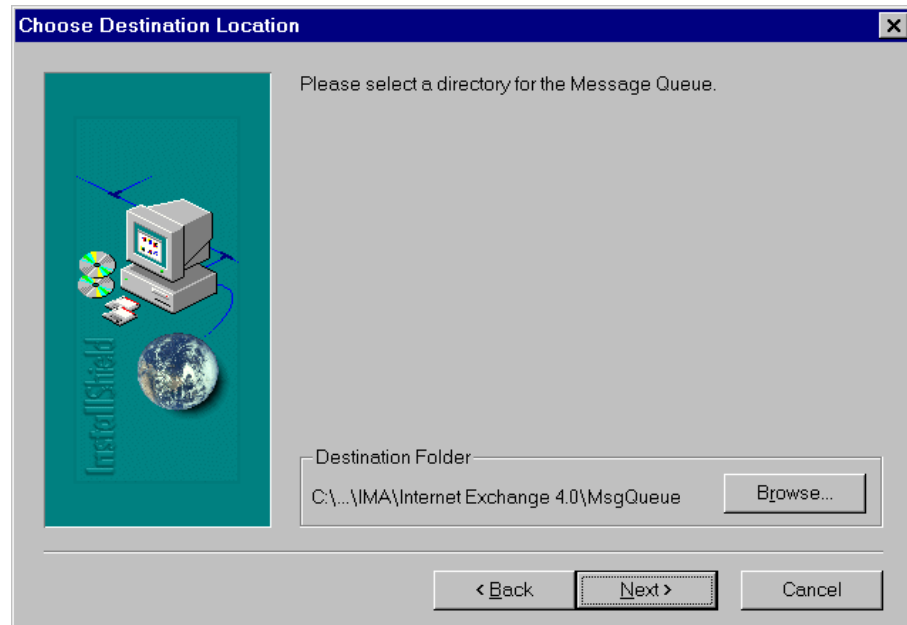 Choose Destination Location
Please select a directory for the Message Queue.
InstallShield
Destination Folder
C:\...\IMA\Internet Exchange 4.0\MsgQueue
Browse...
< Back
Next >
Cancel